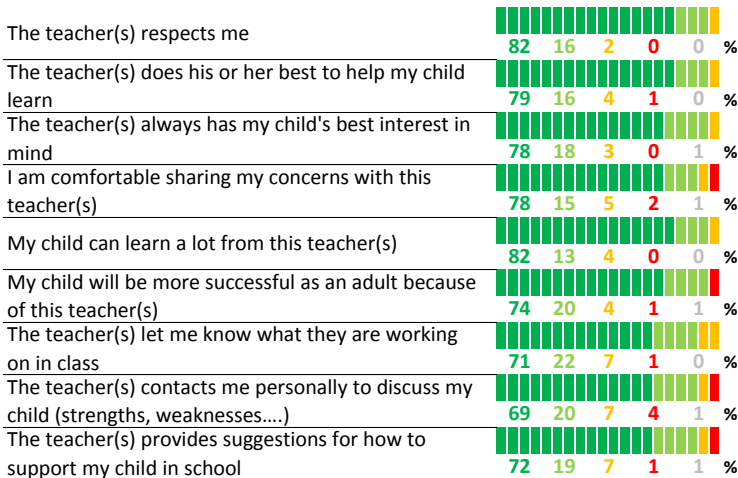 The teacher(s) respects me
82 16 2 0 0 %
The teacher(s) does his or her best to help my child
learn
79 16 4 1 0 %
The teacher(s) always has my child's best interest in
mind
78 18 3 0 1 %
I am comfortable sharing my concerns with this
teacher(s)
78 15 5 2 1 %
My child can learn a lot from this teacher(s)
82 13 4 0 0 %
My child will be more successful as an adult because
of this teacher(s)
74 20 4 1 1 %
The teacher(s) let me know what they are working
on in class
71 22 7 1 0 %
The teacher(s) contacts me personally to discuss my
child (strengths, weaknesses....)
69 20 7 4 1 %
The teacher(s) provides suggestions for how to
support my child in school
72 19 7 1 1 %